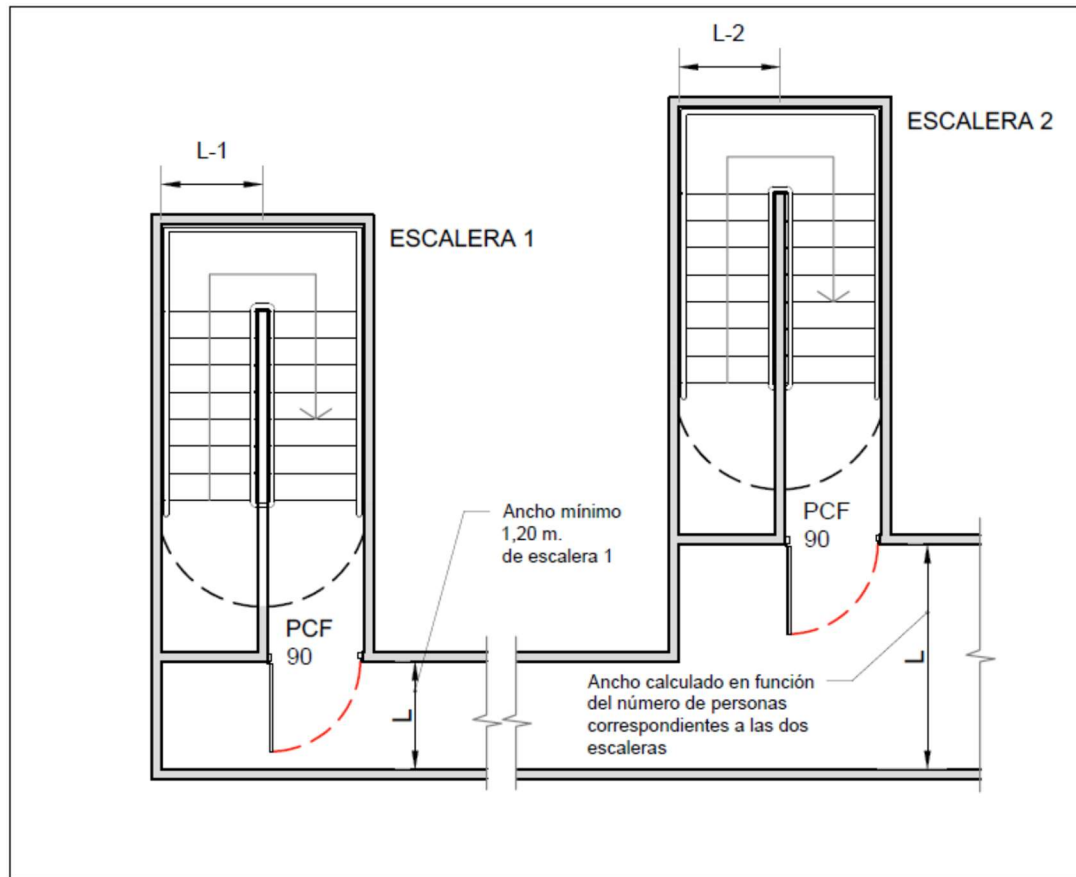 L-2
ESCALERA 2
L-1
ESCALERA 1
PCF
90
Ancho mínimo
1,20 m.
de escalera 1
PCF
90
L
Ancho calculado en función
del número de personas
correspondientes a las dos
escaleras
L